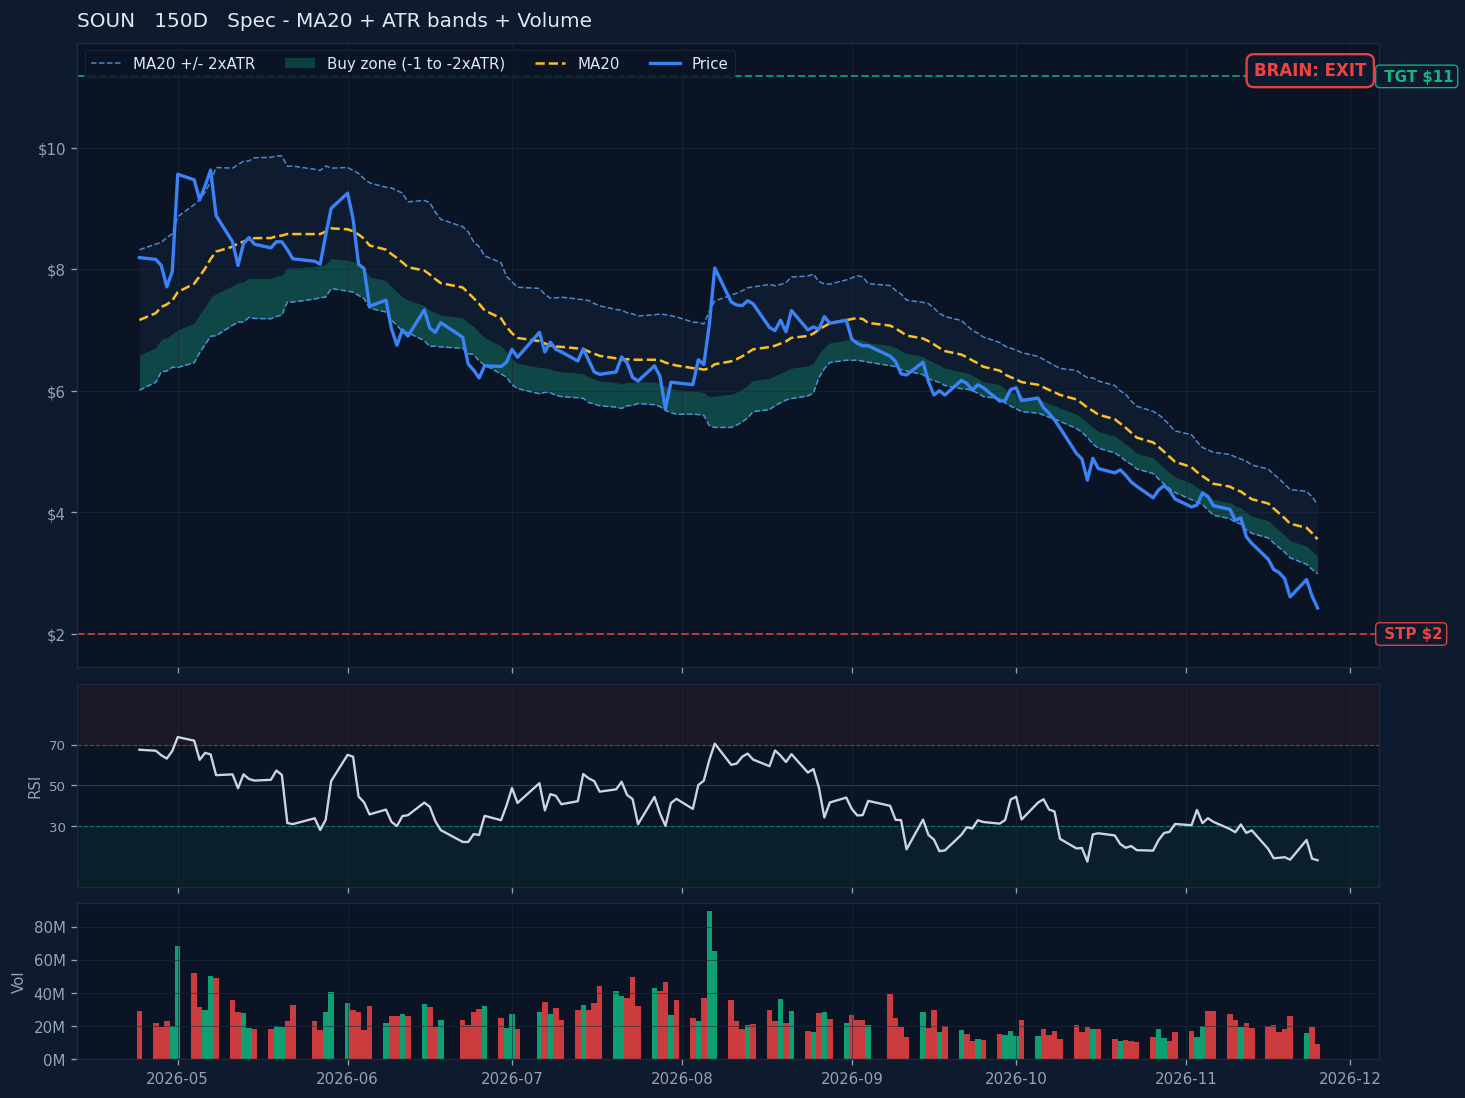 SOUN   150D   Spec - MA20 + ATR bands + Volume
MA20 +/- 2xATR
Buy zone (-1 to -2xATR)
MA20
Price
BRAIN: EXIT
TGT $11
$10
$8
$6
$4
$2
STP $2
RSI
70
50
30
Vol
80M
60M
40M
20M
0M
2026-05
2026-06
2026-07
2026-08
2026-09
2026-10
2026-11
2026-12